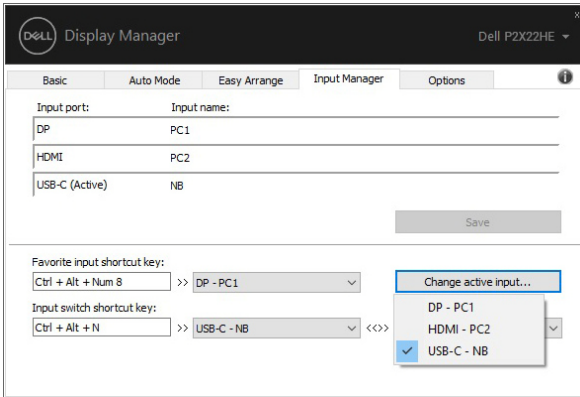 DELL Display Manager
Dell P2X22HE
Basic Auto Mode Easy Arrange Input Manager Options
Input port: Input name:
DP PC1
HDMI PC2
USB-C (Active) NB
Save
Favorite input shortcut key:
Ctrl + Alt + Num 8 >> DP - PC1 Change active input...
Input switch shortcut key:
Ctrl + Alt + N >> USB-C - NB <<>>
DP - PC1
HDMI - PC2
USB-C - NB